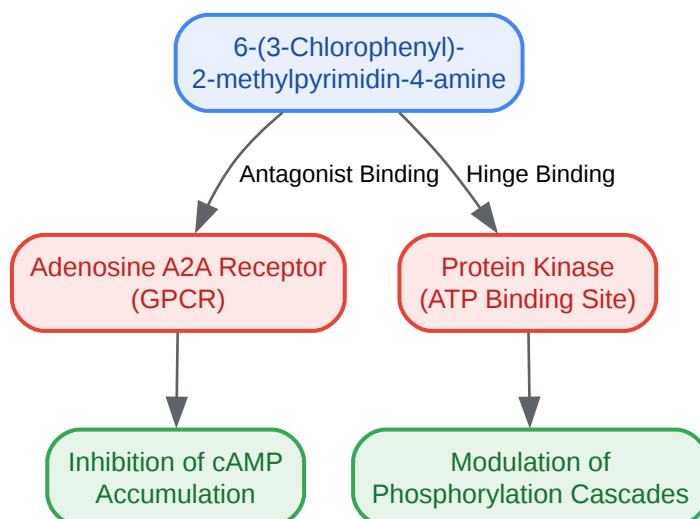 6-(3-Chlorophenyl)-
2-methylpyrimidin-4-amine
Antagonist Binding
Hinge Binding
Adenosine A2A Receptor
(GPCR)
Protein Kinase
(ATP Binding Site)
Inhibition of cAMP
Accumulation
Modulation of
Phosphorylation Cascades